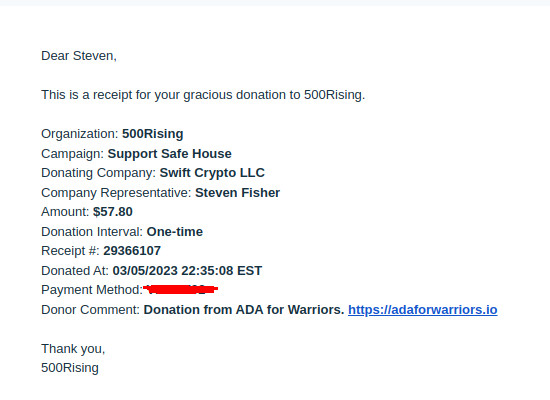 Dear Steven,
This is a receipt for your gracious donation to 500Rising.
Organization: 500Rising
Campaign: Support Safe House
Donating Company: Swift Crypto LLC
Company Representative: Steven Fisher
Amount: $57.80
Donation Interval: One-time
Receipt #: 29366107
Donated At: 03/05/2023 22:35:08 EST
Payment Method:
Donor Comment: Donation from ADA for Warriors. https://adaforwarriors.io
Thank you,
500Rising